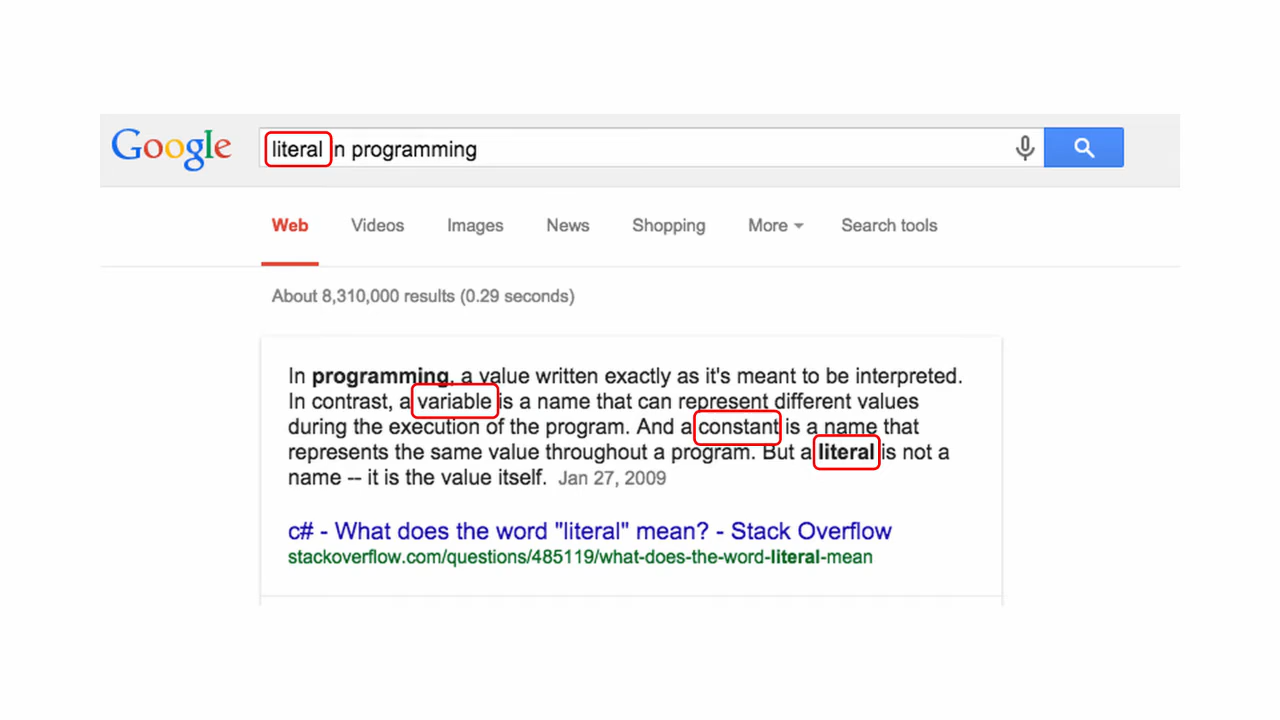 Google literal in programming
Web Videos Images News Shopping More Search tools
About 8,310,000 results (0.29 seconds)
In programming, a value written exactly as it's meant to be interpreted.
In contrast, a variable is a name that can represent different values
during the execution of the program. And a constant is a name that
represents the same value throughout a program. But a literal is not a
name -- it is the value itself. Jan 27, 2009
c# - What does the word "literal" mean? - Stack Overflow
stackoverflow.com/questions/485119/what-does-the-word-literal-mean